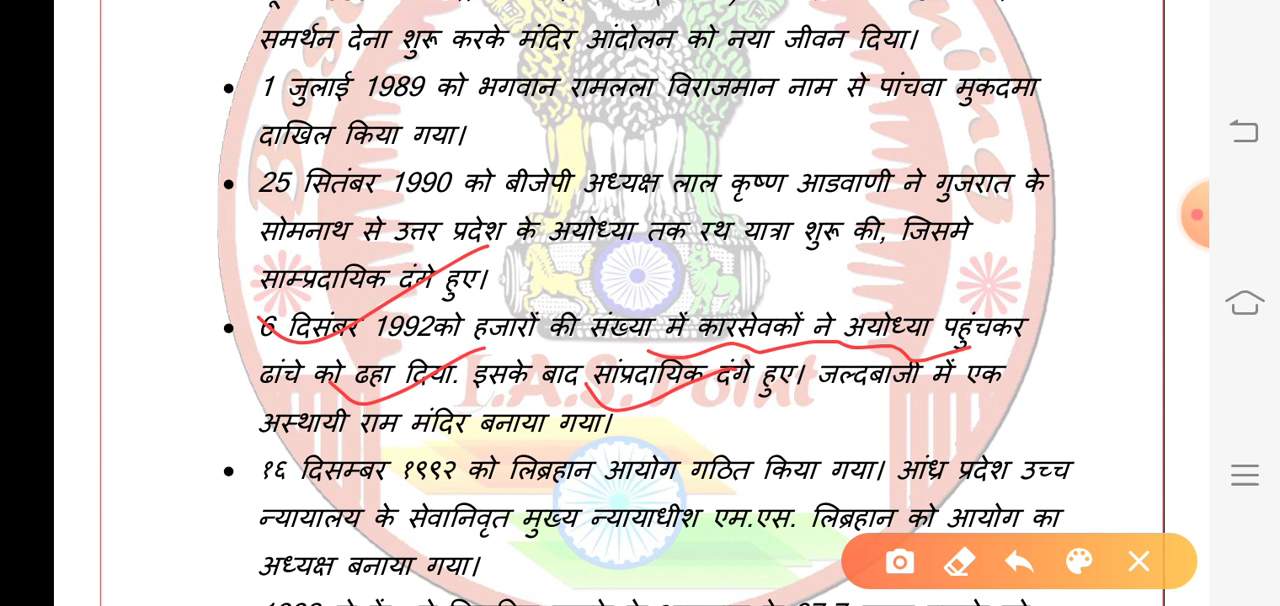 समर्थन देना शुरू करके मंदिर आंदोलन को नया जीवन दिया।
• 1 जुलाई 1989 को भगवान रामलला विराजमान नाम से पांचवा मुकदमा
दाखिल किया गया।
• 25 सितंबर 1990 को बीजेपी अध्यक्ष लाल कृष्ण आडवाणी ने गुजरात के
सोमनाथ से उत्तर प्रदेश के अयोध्या तक रथ यात्रा शुरू की, जिसमे
साम्प्रदायिक दंगे हुए।
• 6 दिसंबर 1992को हजारों की संख्या में कारसेवकों ने अयोध्या पहुंचकर
ढांचे को ढहा दिया. इसके बाद सांप्रदायिक दंगे हुए। जल्दबाजी में एक
अस्थायी राम मंदिर बनाया गया।
• १६ दिसम्बर १९९२ को लिब्रहान आयोग गठित किया गया। आंध्र प्रदेश उच्च
न्यायालय के सेवानिवृत मुख्य न्यायाधीश एम.एस. लिब्रहान को आयोग का
अध्यक्ष बनाया गया।
I.A.S. Point